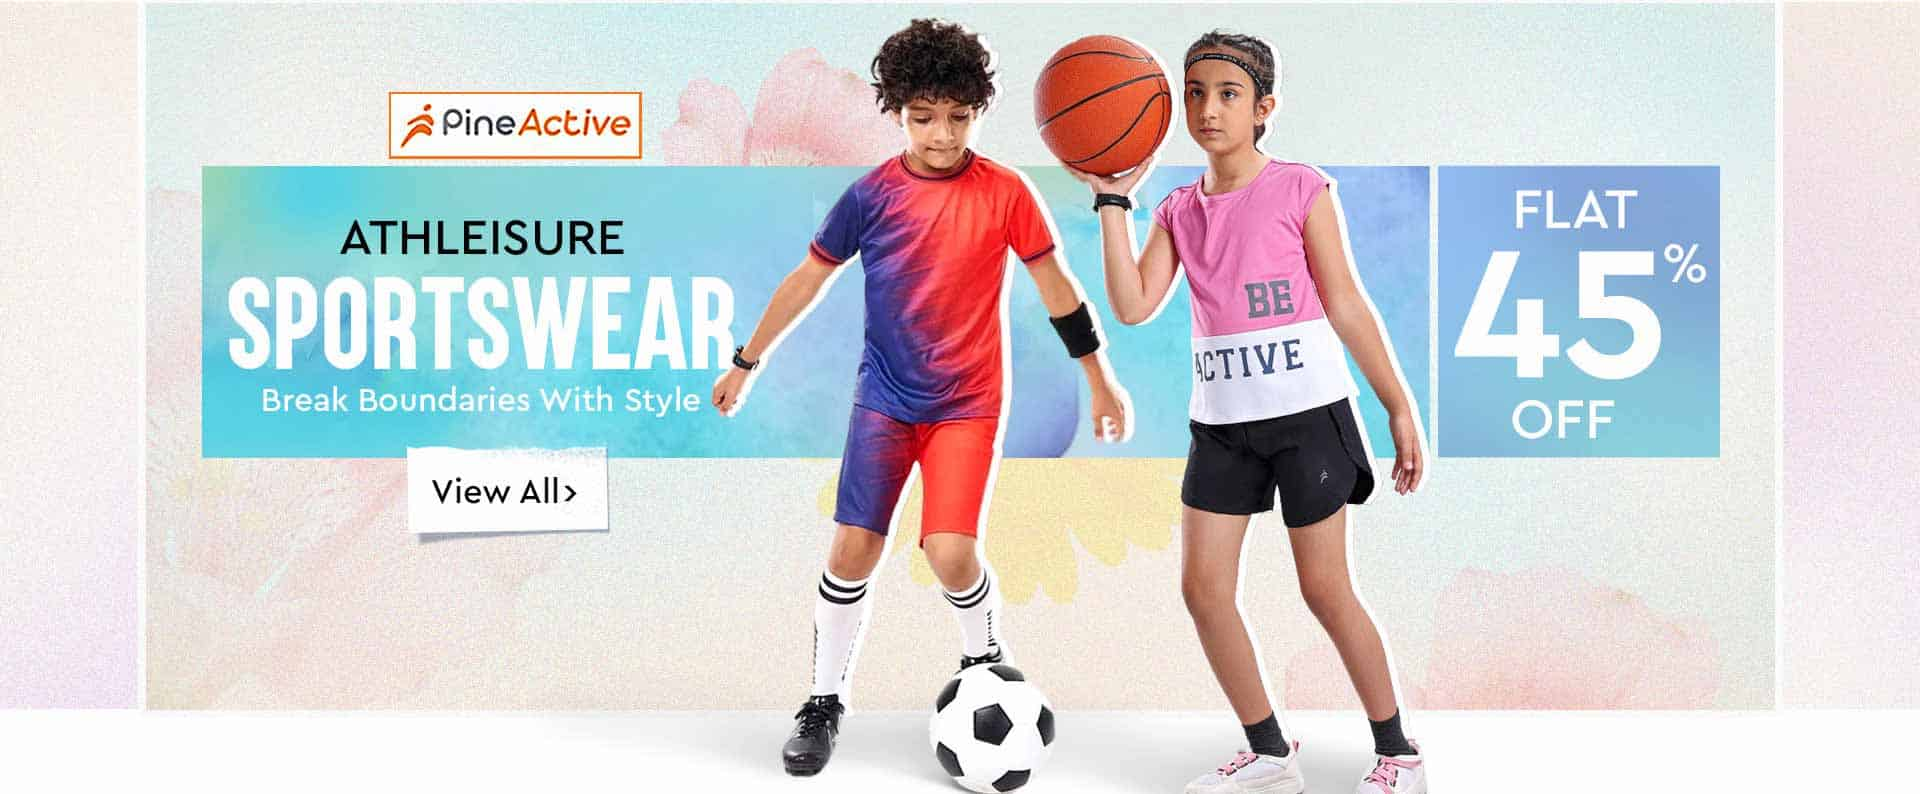 PineActive
ATHLEISURE
SPORTSWEAR
Break Boundaries With Style
View All>
BE
ACTIVE
FLAT
45%
OFF